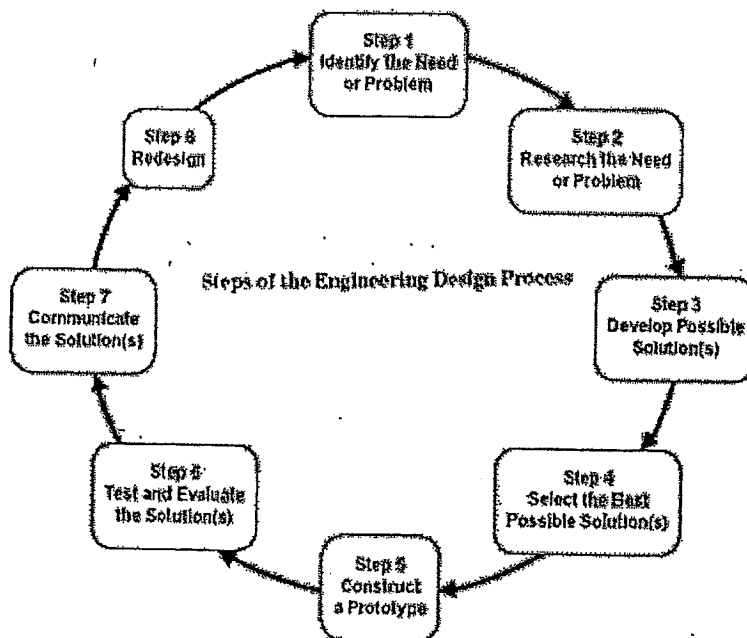 Step 1
Identify the Need
or Problem
Step 2
Research the Need
or Problem
Step 3
Develop Possible
Solution(s)
Step 4
Select the Best
Possible Solution(s)
Step 5
Construct
a Prototype
Step 6
Test and Evaluate
the Solution(s)
Step 7
Communicate
the Solution(s)
Step 8
Redesign
Steps of the Engineering Design Process